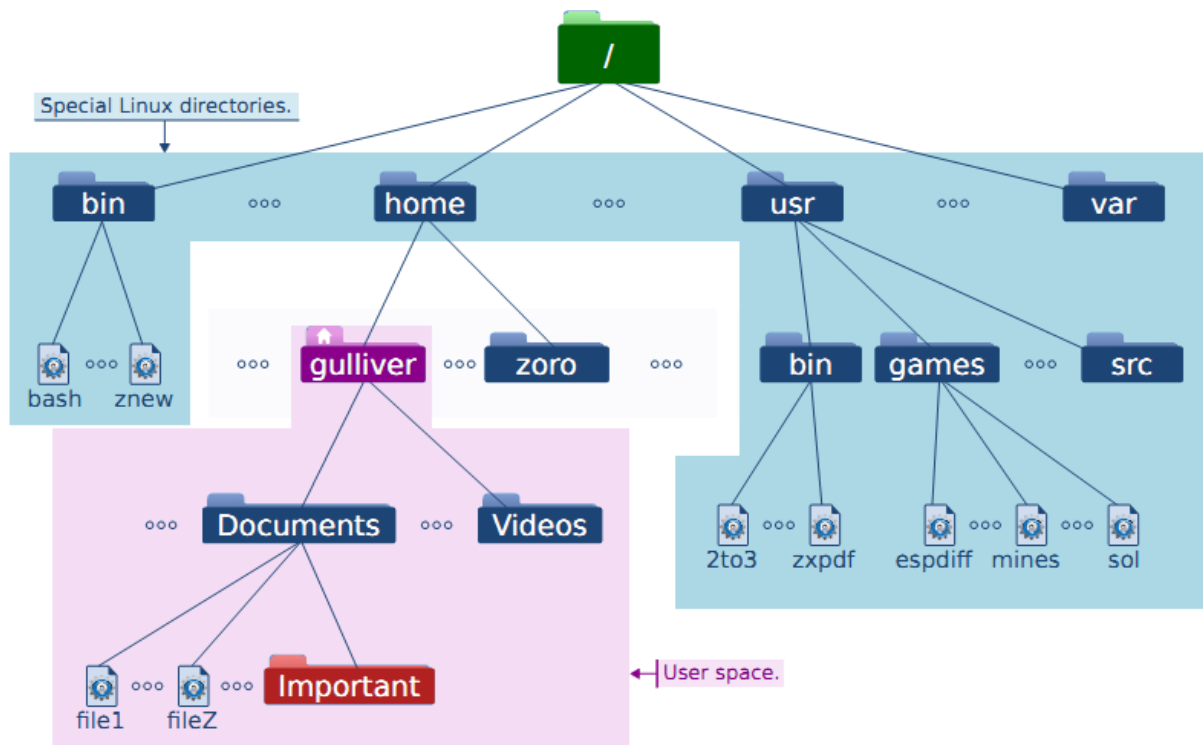 /
Special Linux directories.
bin
home
usr
var
gulliver
zoro
bin
games
src
bash
znew
Documents
Videos
2to3
zxpdf
espdiff
mines
sol
Important
User space.
file1
fileZ